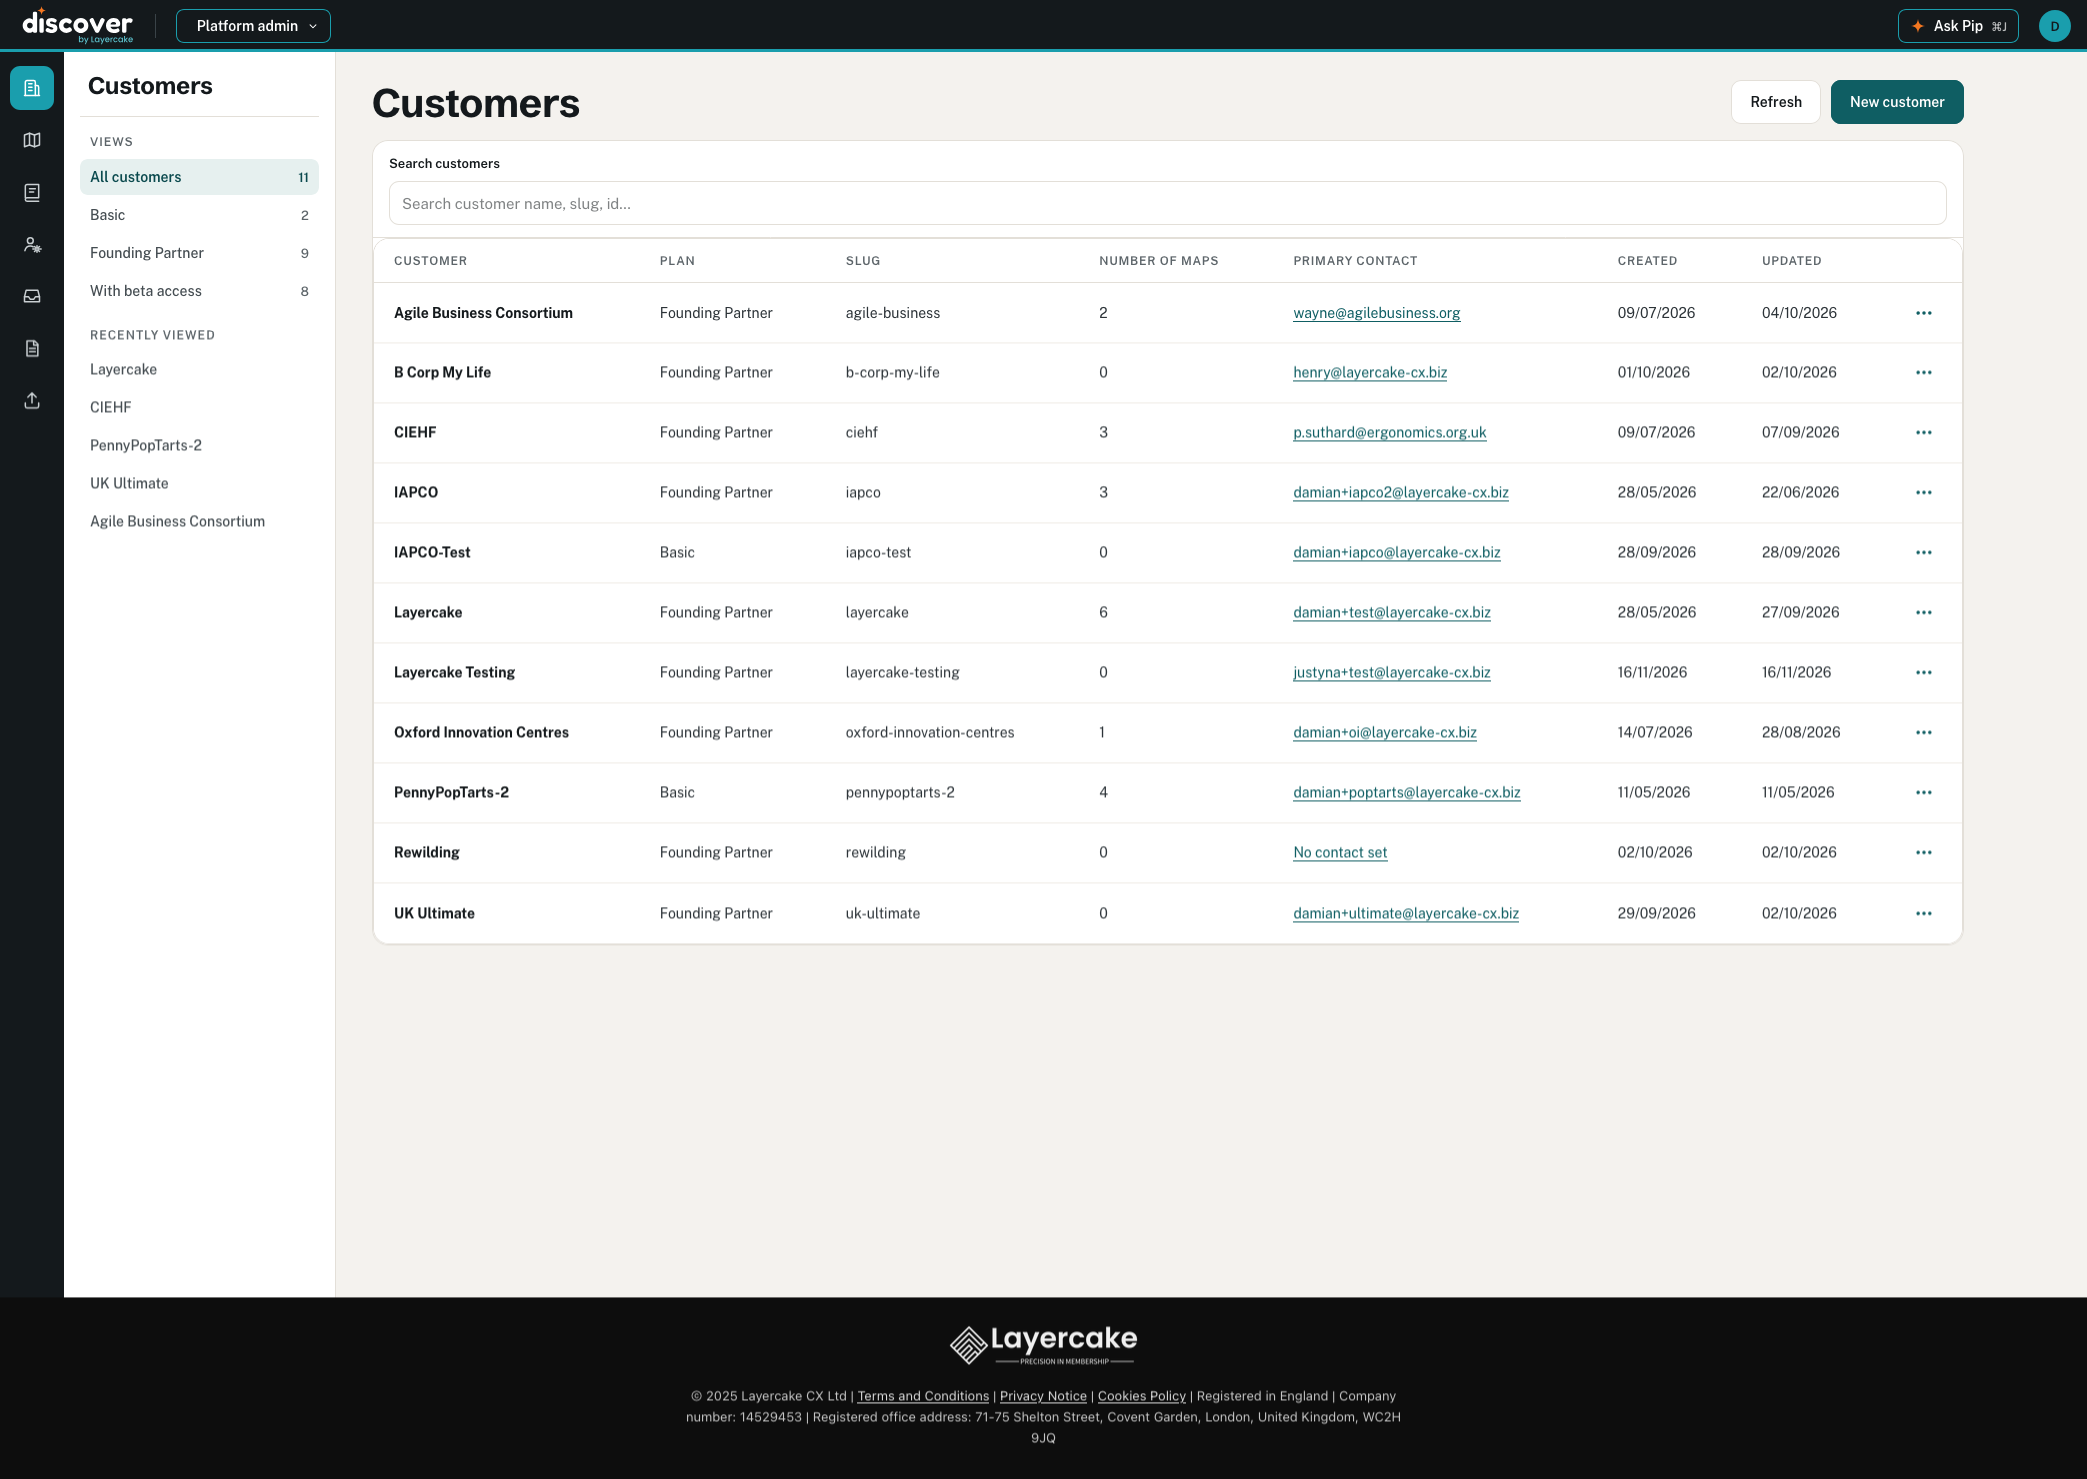 discover
by Layercake
Platform admin
Ask Pip ⌘J
D
Customers
VIEWS
All customers 11
Basic 2
Founding Partner 9
With beta access 8
RECENTLY VIEWED
Layercake
CIEHF
PennyPopTarts-2
UK Ultimate
Agile Business Consortium
Customers
Refresh
New customer
Search customers
Search customer name, slug, id...
CUSTOMER PLAN SLUG NUMBER OF MAPS PRIMARY CONTACT CREATED UPDATED
Agile Business Consortium Founding Partner agile-business 2 wayne@agilebusiness.org 09/07/2026 04/10/2026
B Corp My Life Founding Partner b-corp-my-life 0 henry@layercake-cx.biz 01/10/2026 02/10/2026
CIEHF Founding Partner ciehf 3 p.suthard@ergonomics.org.uk 09/07/2026 07/09/2026
IAPCO Founding Partner iapco 3 damian+iapco2@layercake-cx.biz 28/05/2026 22/06/2026
IAPCO-Test Basic iapco-test 0 damian+iapco@layercake-cx.biz 28/09/2026 28/09/2026
Layercake Founding Partner layercake 6 damian+test@layercake-cx.biz 28/05/2026 27/09/2026
Layercake Testing Founding Partner layercake-testing 0 justyna+test@layercake-cx.biz 16/11/2026 16/11/2026
Oxford Innovation Centres Founding Partner oxford-innovation-centres 1 damian+oi@layercake-cx.biz 14/07/2026 28/08/2026
PennyPopTarts-2 Basic pennypoptarts-2 4 damian+poptarts@layercake-cx.biz 11/05/2026 11/05/2026
Rewilding Founding Partner rewilding 0 No contact set 02/10/2026 02/10/2026
UK Ultimate Founding Partner uk-ultimate 0 damian+ultimate@layercake-cx.biz 29/09/2026 02/10/2026
Layercake
PRECISION IN MEMBERSHIP
© 2025 Layercake CX Ltd | Terms and Conditions | Privacy Notice | Cookies Policy | Registered in England | Company
number: 14529453 | Registered office address: 71-75 Shelton Street, Covent Garden, London, United Kingdom, WC2H
9JQ